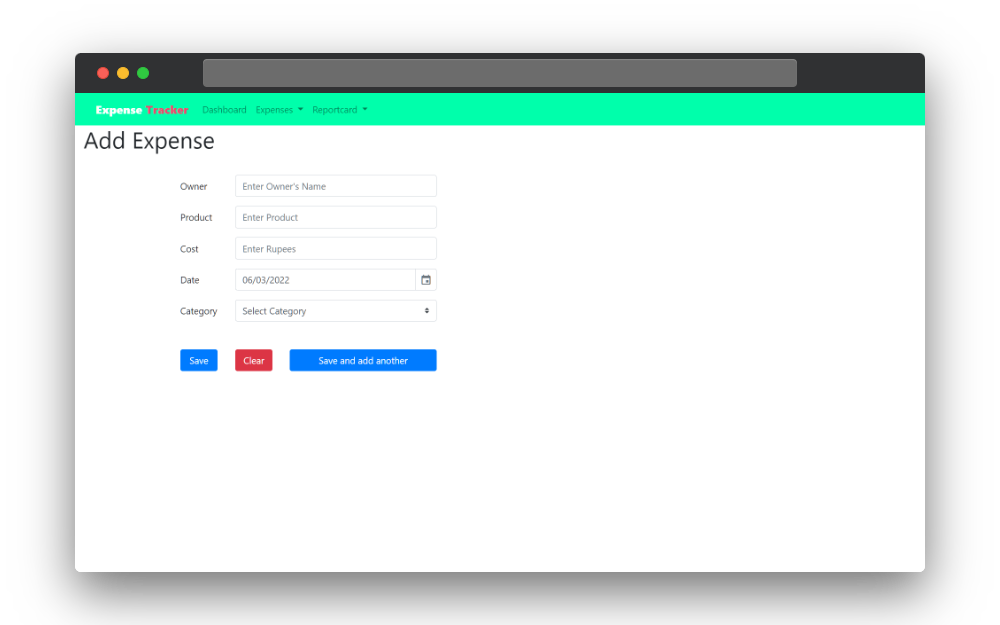 Expense Tracker Dashboard Expenses Reportcard
Add Expense
Owner Enter Owner's Name
Product Enter Product
Cost Enter Rupees
Date 06/03/2022
Category Select Category
Save Clear Save and add another